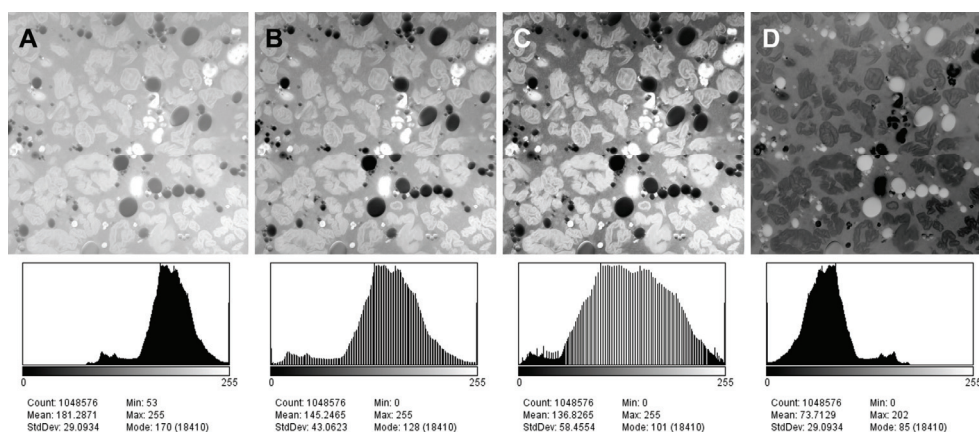 A B C D
0 255 0 255 0 255 0 255
Count: 1048576 Min: 53
Mean: 181.2871 Max: 255
StdDev: 29.0934 Mode: 170 (18410)
Count: 1048576 Min: 0
Mean: 145.2465 Max: 255
StdDev: 43.0623 Mode: 128 (18410)
Count: 1048576 Min: 0
Mean: 136.8265 Max: 255
StdDev: 58.4554 Mode: 101 (18410)
Count: 1048576 Min: 0
Mean: 73.7129 Max: 202
StdDev: 29.0934 Mode: 85 (18410)